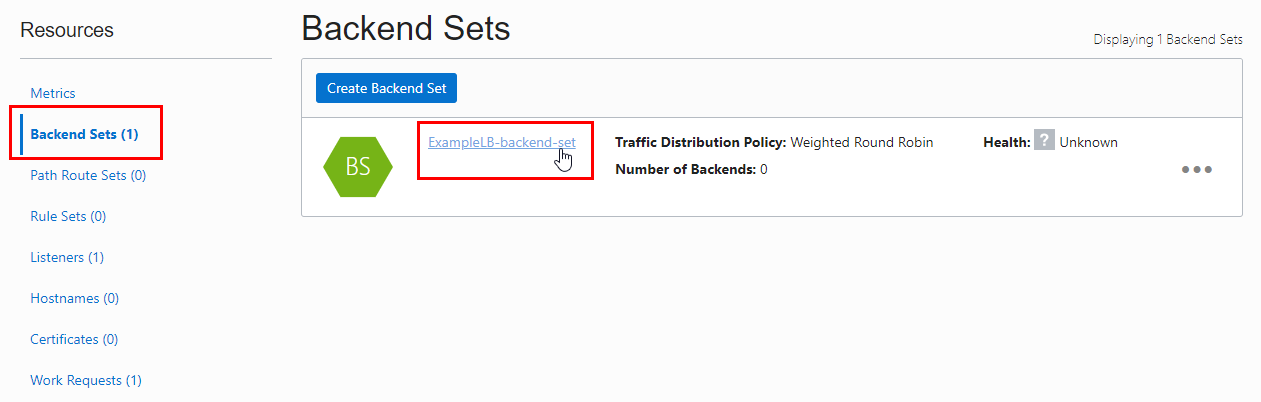 Resources
Metrics
Backend Sets (1)
Path Route Sets (0)
Rule Sets (0)
Listeners (1)
Hostnames (0)
Certificates (0)
Work Requests (1)
Backend Sets
Displaying 1 Backend Sets
Create Backend Set
BS
ExampleLB-backend-set
Traffic Distribution Policy: Weighted Round Robin
Number of Backends: 0
Health: ? Unknown